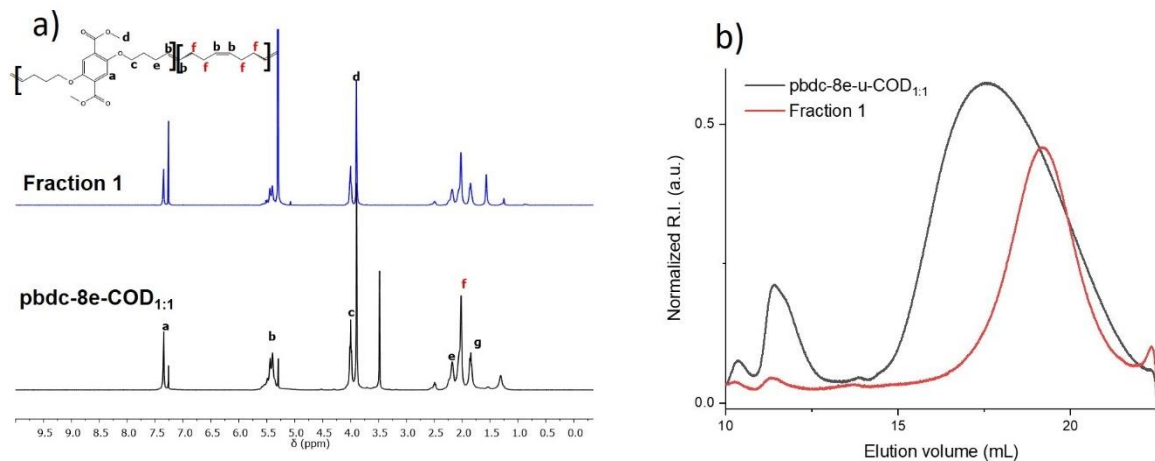 a)
b)
O
O
d
O
b
f
b
b
f
c
e
b
f
f
a
O
O
O
d
Fraction 1
pbdc-8e-COD1:1
a
b
c
e
f
g
10.0 9.5 9.0 8.5 8.0 7.5 7.0 6.5 6.0 5.5 5.0 4.5 4.0 3.5 3.0 2.5 2.0 1.5 1.0 0.5 0.0
δ (ppm)
pbdc-8e-u-COD1:1
Fraction 1
Normalized R.I. (a.u.)
0.5
0.0
10 15 20
Elution volume (mL)